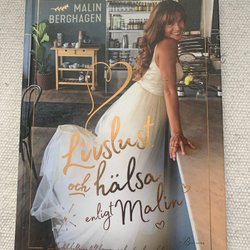 MALIN
BERGHAGEN
Livslust
och hälsa
enligt
Malin